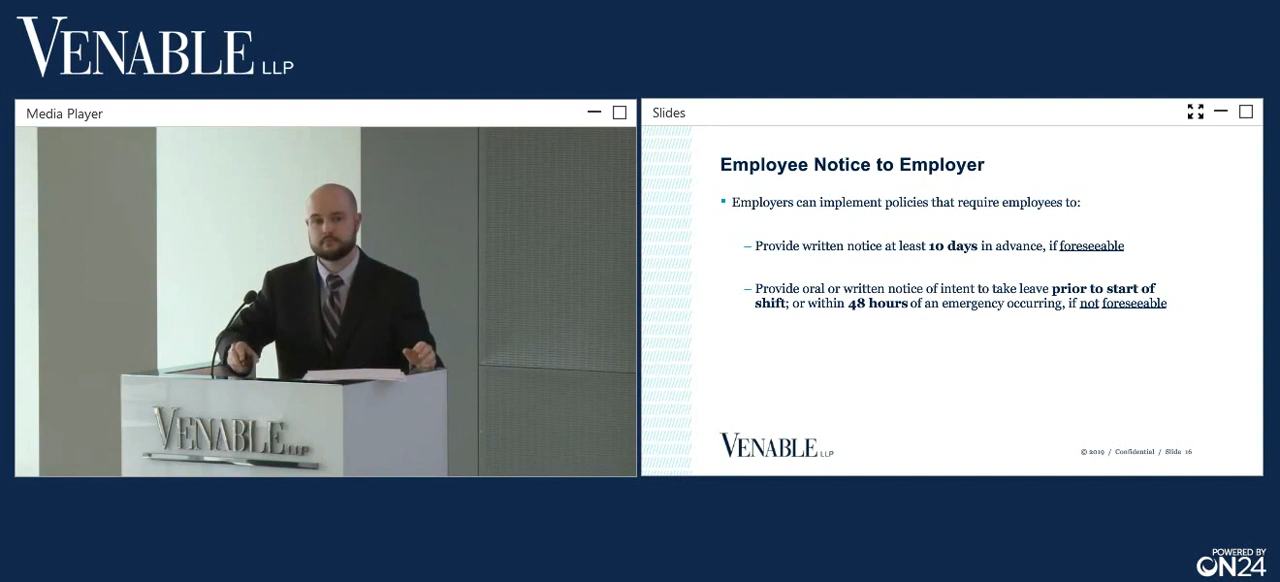 VENABLE LLP
Media Player
Slides
Employee Notice to Employer
▪ Employers can implement policies that require employees to:
– Provide written notice at least 10 days in advance, if foreseeable
– Provide oral or written notice of intent to take leave prior to start of
shift; or within 48 hours of an emergency occurring, if not foreseeable
VENABLE LLP
VENABLE LLP
© 2019 / Confidential / Slide 16
POWERED BY
ON24